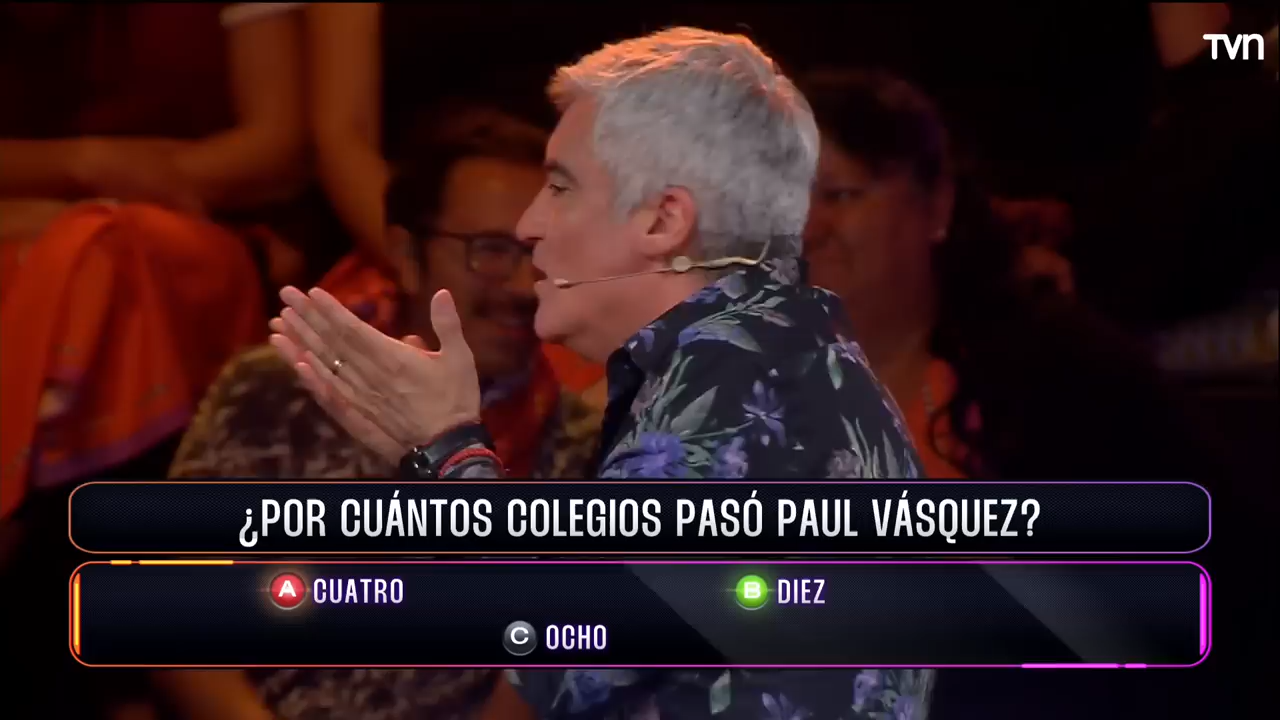 TVN
¿POR CUÁNTOS COLEGIOS PASÓ PAUL VÁSQUEZ?
A CUATRO
B DIEZ
C OCHO